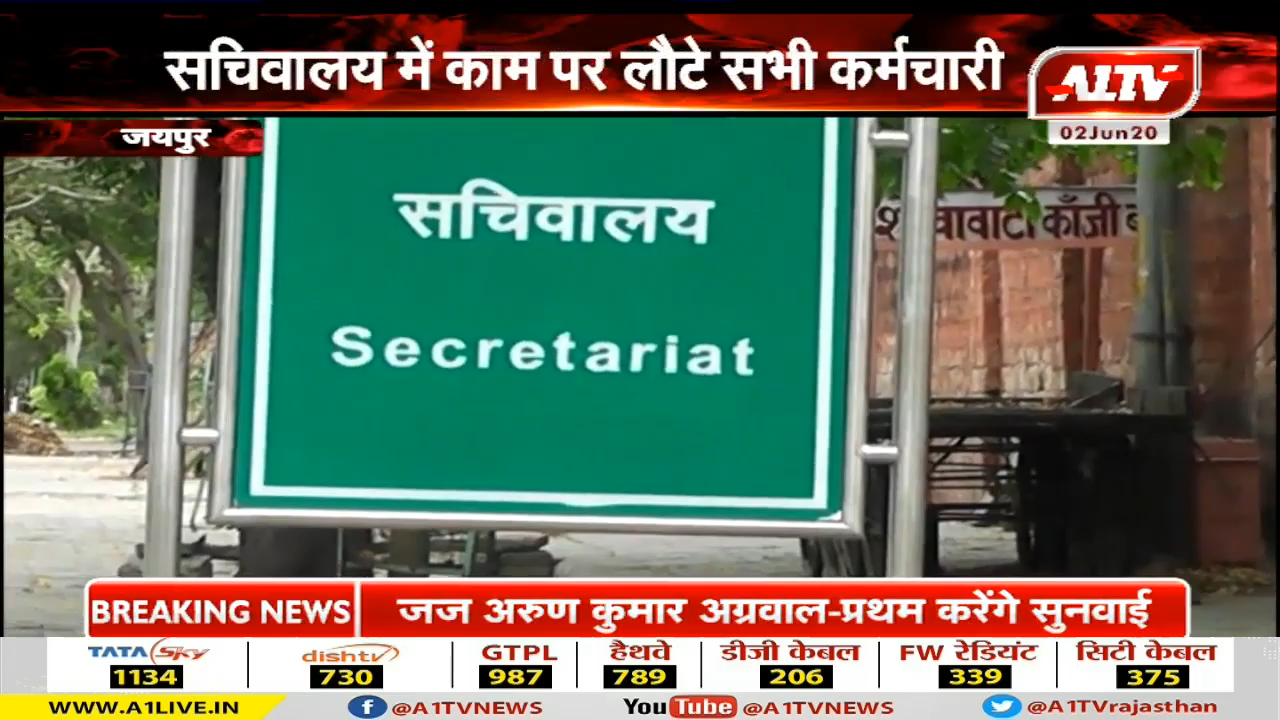 सचिवालय में काम पर लौटे सभी कर्मचारी
A1TV
02Jun20
जयपुर
सचिवालय
Secretariat
काँजी
BREAKING NEWS
जज अरुण कुमार अग्रवाल-प्रथम करेंगे सुनवाई
TATA Sky dishtv GTPL हैथवे डीजी केबल FW रेडियंट सिटी केबल
1134 730 987 789 206 339 375
WWW.A1LIVE.IN @A1TVNEWS YouTube @A1TVNEWS @A1TVrajasthan